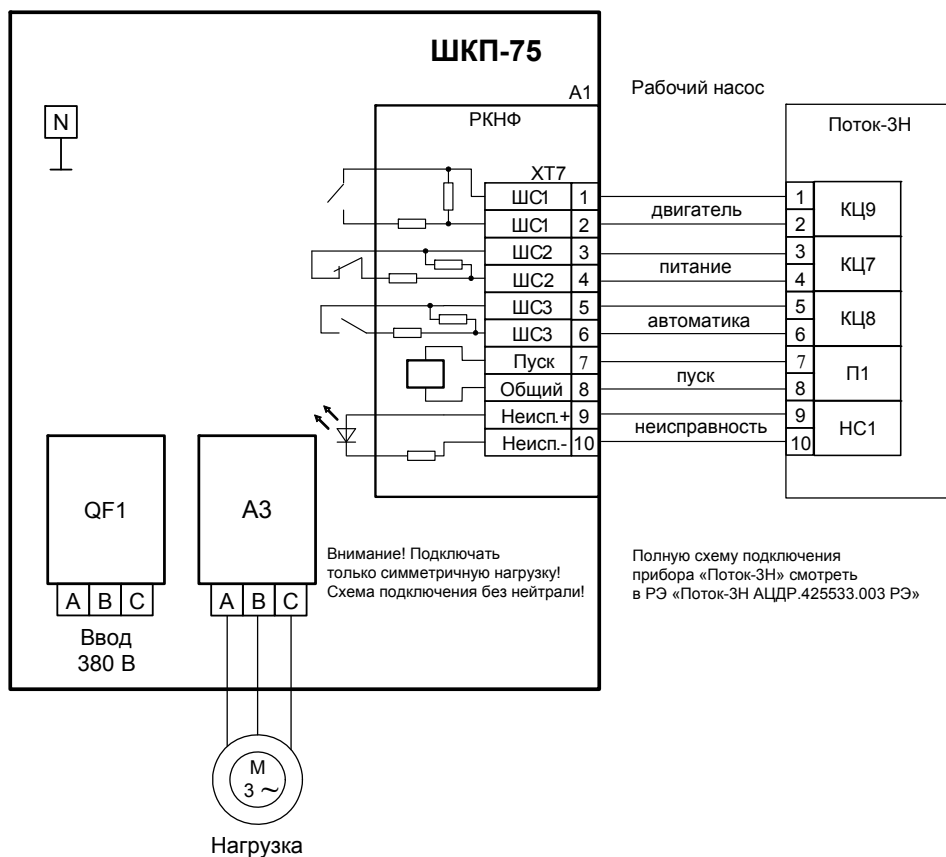 ШКП-75
А1
Рабочий насос
N
РКНФ
Поток-3Н
ХТ7
ШС1 1
ШС1 2
ШС2 3
ШС2 4
ШС3 5
ШС3 6
Пуск 7
Общий 8
Неисп.+ 9
Неисп.- 10
двигатель
питание
автоматика
пуск
неисправность
1
2
КЦ9
3
4
КЦ7
5
6
КЦ8
7
8
П1
9
10
НС1
QF1
А3
А В С
А В С
Ввод
380 В
Внимание! Подключать
только симметричную нагрузку!
Схема подключения без нейтрали!
Полную схему подключения
прибора «Поток-3Н» смотреть
в РЭ «Поток-3Н АЦДР.425533.003 РЭ»
М
3 ~
Нагрузка